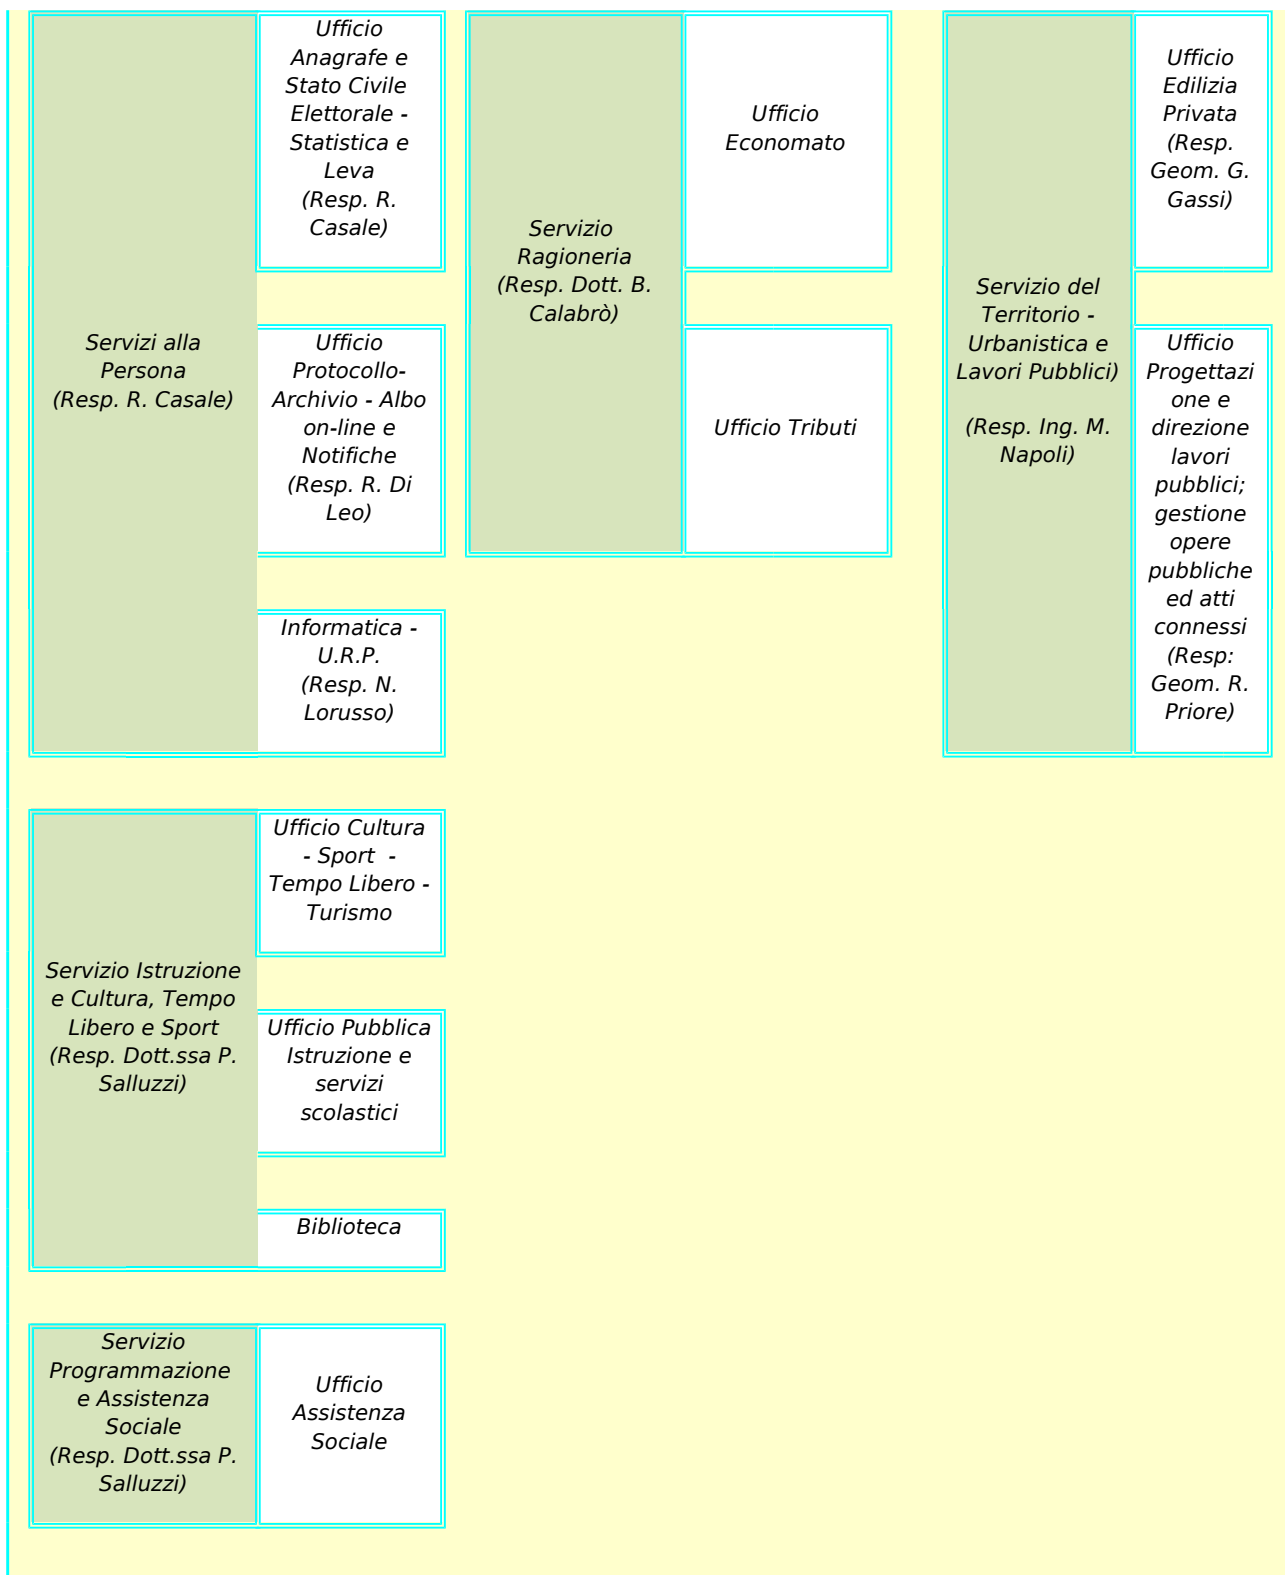 Servizi alla
Persona
(Resp. R. Casale)
Ufficio
Anagrafe e
Stato Civile
Elettorale -
Statistica e
Leva
(Resp. R.
Casale)
Ufficio
Protocollo-
Archivio - Albo
on-line e
Notifiche
(Resp. R. Di
Leo)
Informatica -
U.R.P.
(Resp. N.
Lorusso)
Servizio
Ragioneria
(Resp. Dott. B.
Calabrò)
Ufficio
Economato
Ufficio Tributi
Servizio del
Territorio -
Urbanistica e
Lavori Pubblici)
(Resp. Ing. M.
Napoli)
Ufficio
Edilizia
Privata
(Resp.
Geom. G.
Gassi)
Ufficio
Progettazi
one e
direzione
lavori
pubblici;
gestione
opere
pubbliche
ed atti
connessi
(Resp:
Geom. R.
Priore)
Servizio Istruzione
e Cultura, Tempo
Libero e Sport
(Resp. Dott.ssa P.
Salluzzi)
Ufficio Cultura
- Sport  -
Tempo Libero -
Turismo
Ufficio Pubblica
Istruzione e
servizi
scolastici
Biblioteca
Servizio
Programmazione
e Assistenza
Sociale
(Resp. Dott.ssa P.
Salluzzi)
Ufficio
Assistenza
Sociale